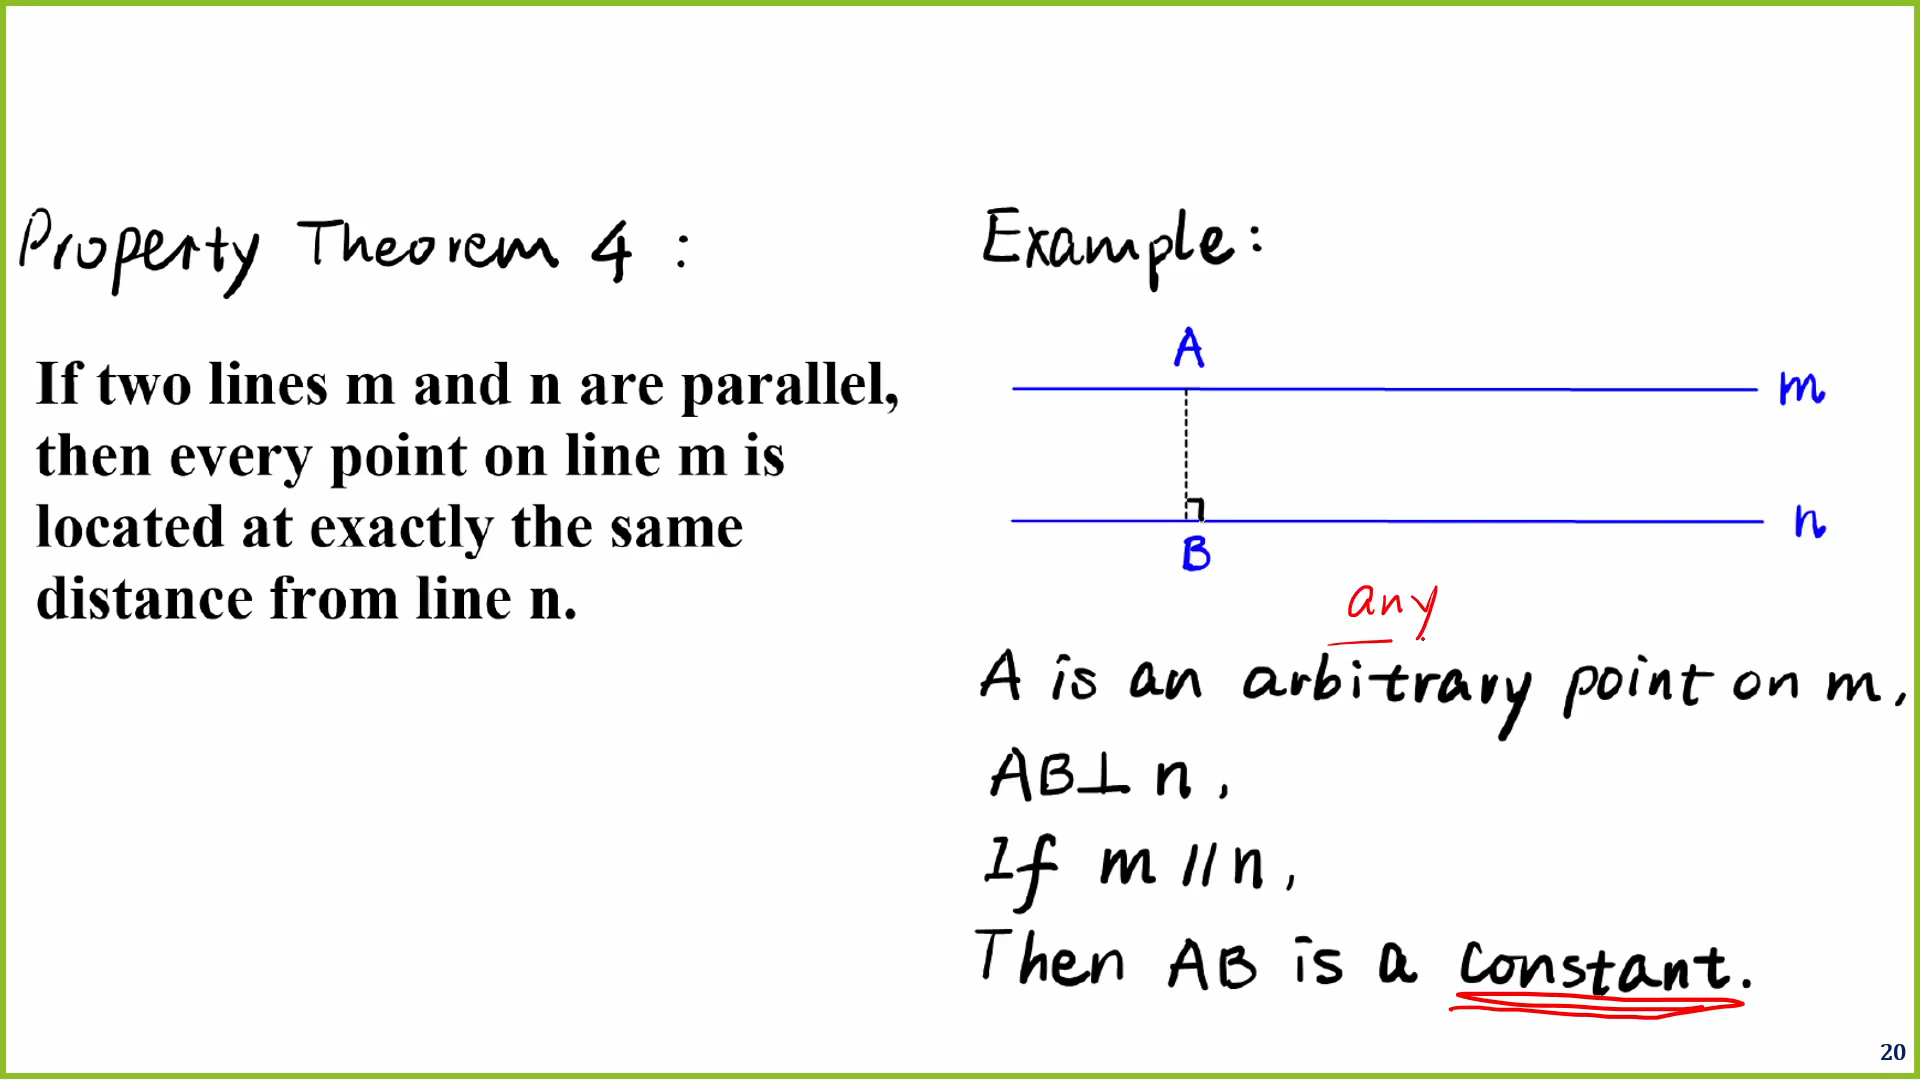 Property Theorem 4 :
If two lines m and n are parallel,
then every point on line m is
located at exactly the same
distance from line n.
Example:
A
m
n
B
any
A is an arbitrary point on m,
AB⊥ n,
If m // n,
Then AB is a constant.
20